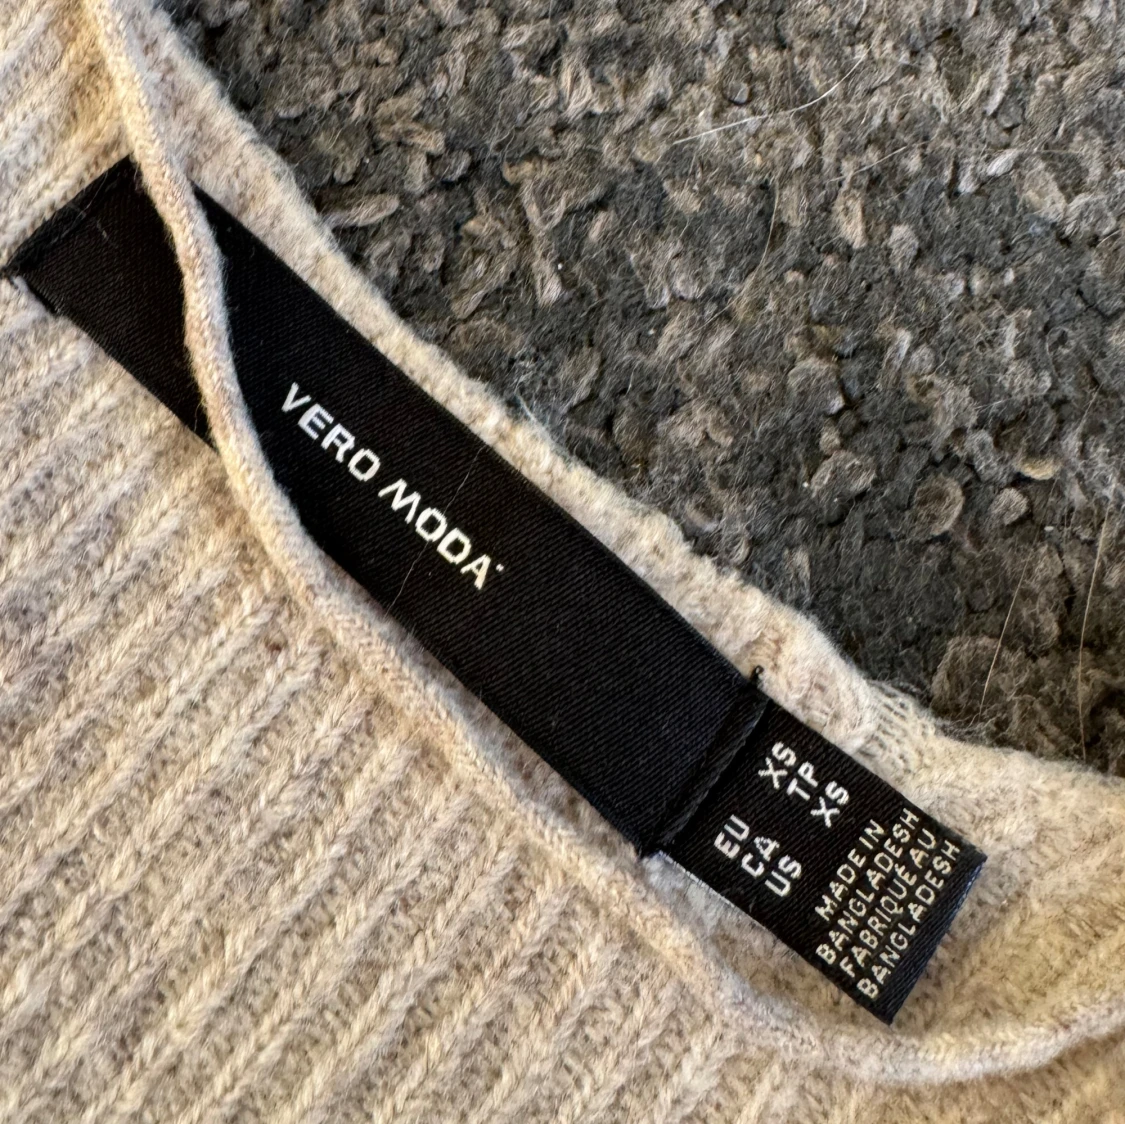 VERO MODA
EU XS
CA TP
US XS
MADE IN
BANGLADESH
FABRIQUÉ AU
BANGLADESH